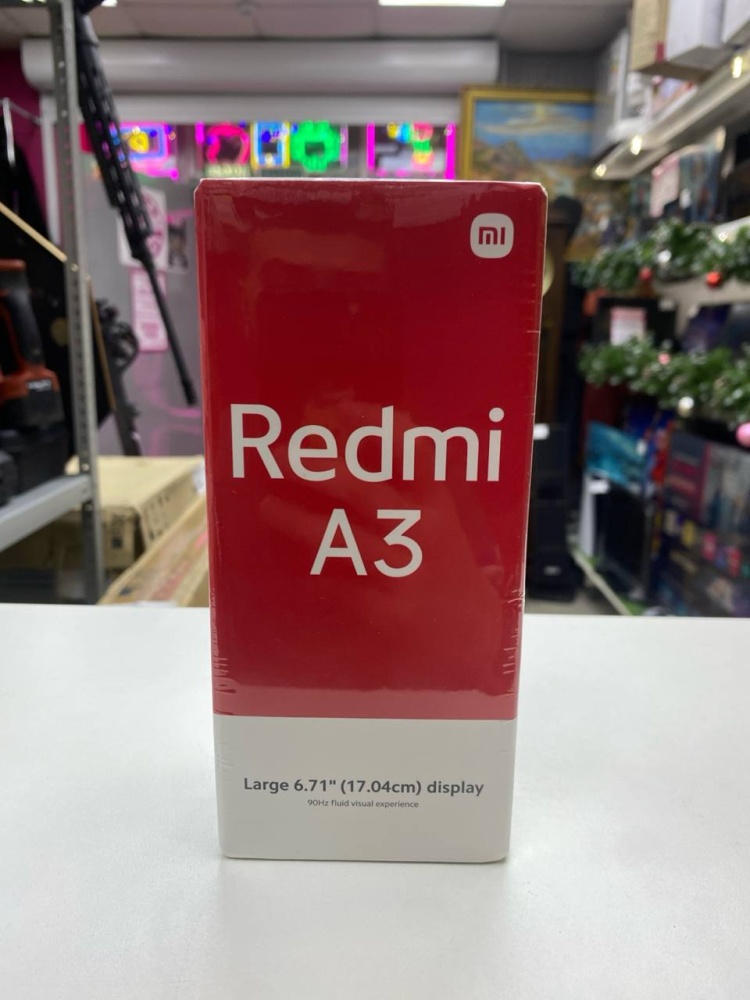 mi
Redmi
A3
Large 6.71" (17.04cm) display
90Hz fluid visual experience